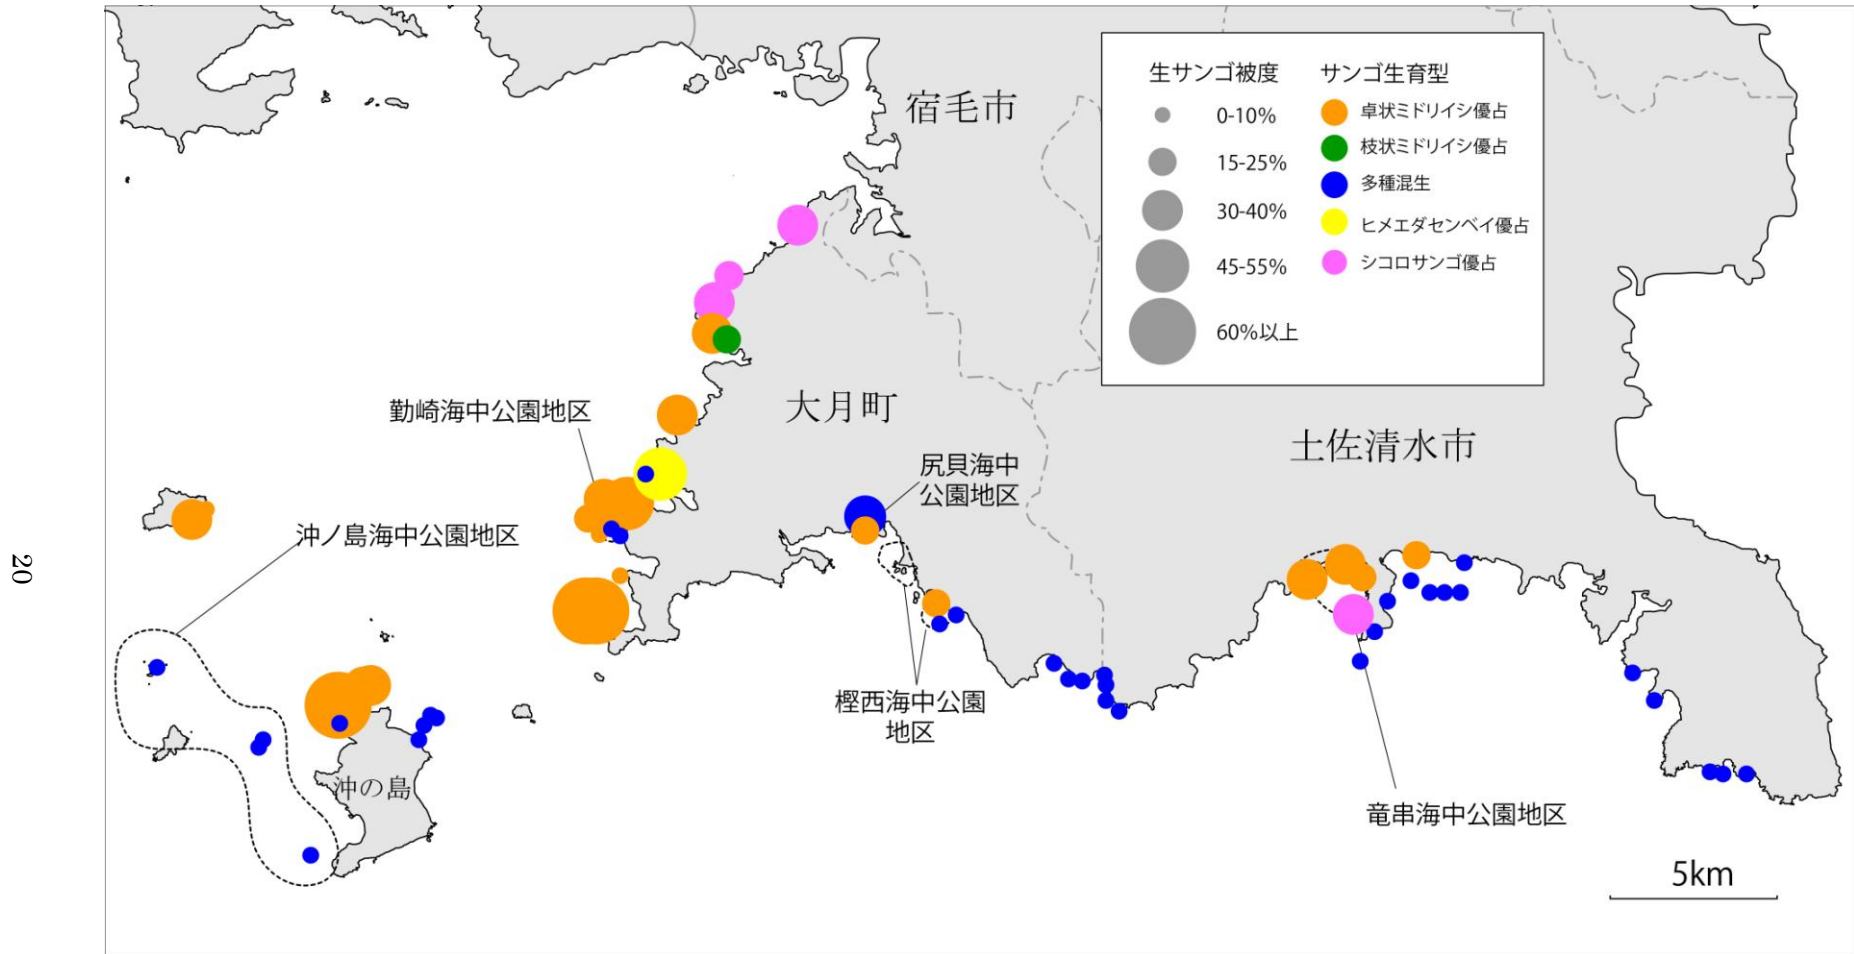 宿毛市
生サンゴ被度
0-10%
15-25%
30-40%
45-55%
60%以上
サンゴ生育型
卓状ミドリイシ優占
枝状ミドリイシ優占
多種混生
ヒメエダセンベイ優占
シコロサンゴ優占
勤崎海中公園地区
大月町
土佐清水市
尻貝海中
公園地区
沖ノ島海中公園地区
樫西海中公園
地区
沖の島
竜串海中公園地区
5km
20